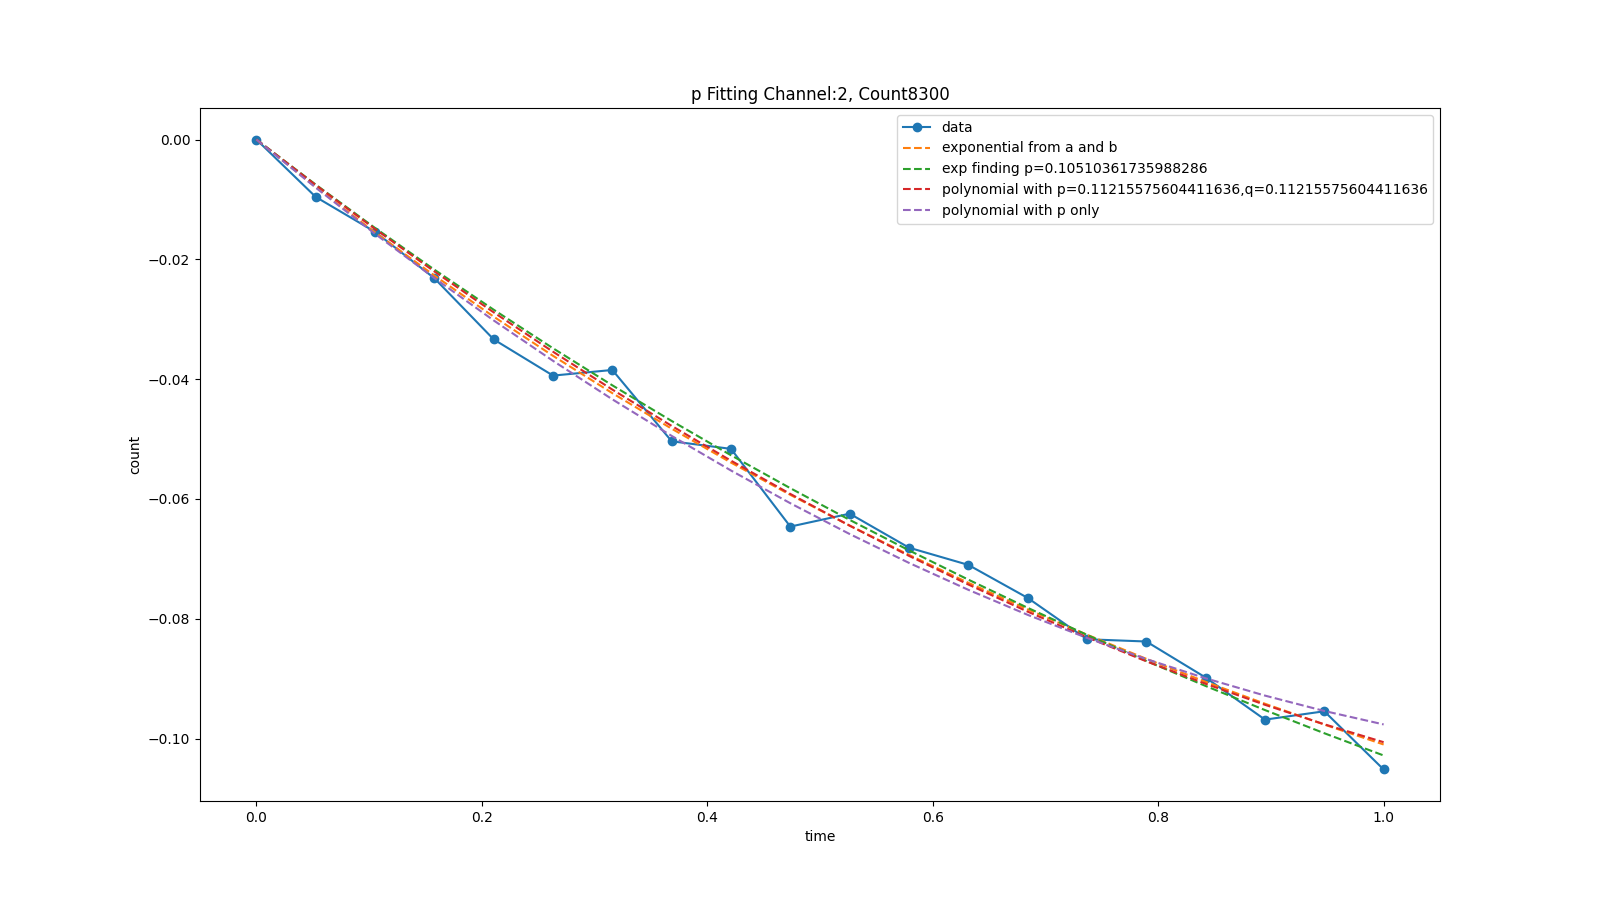 p Fitting Channel:2, Count8300
data
exponential from a and b
exp finding p=0.10510361735988286
polynomial with p=0.11215575604411636,q=0.11215575604411636
polynomial with p only
0.00
−0.02
−0.04
−0.06
−0.08
−0.10
count
0.0 0.2 0.4 0.6 0.8 1.0
time